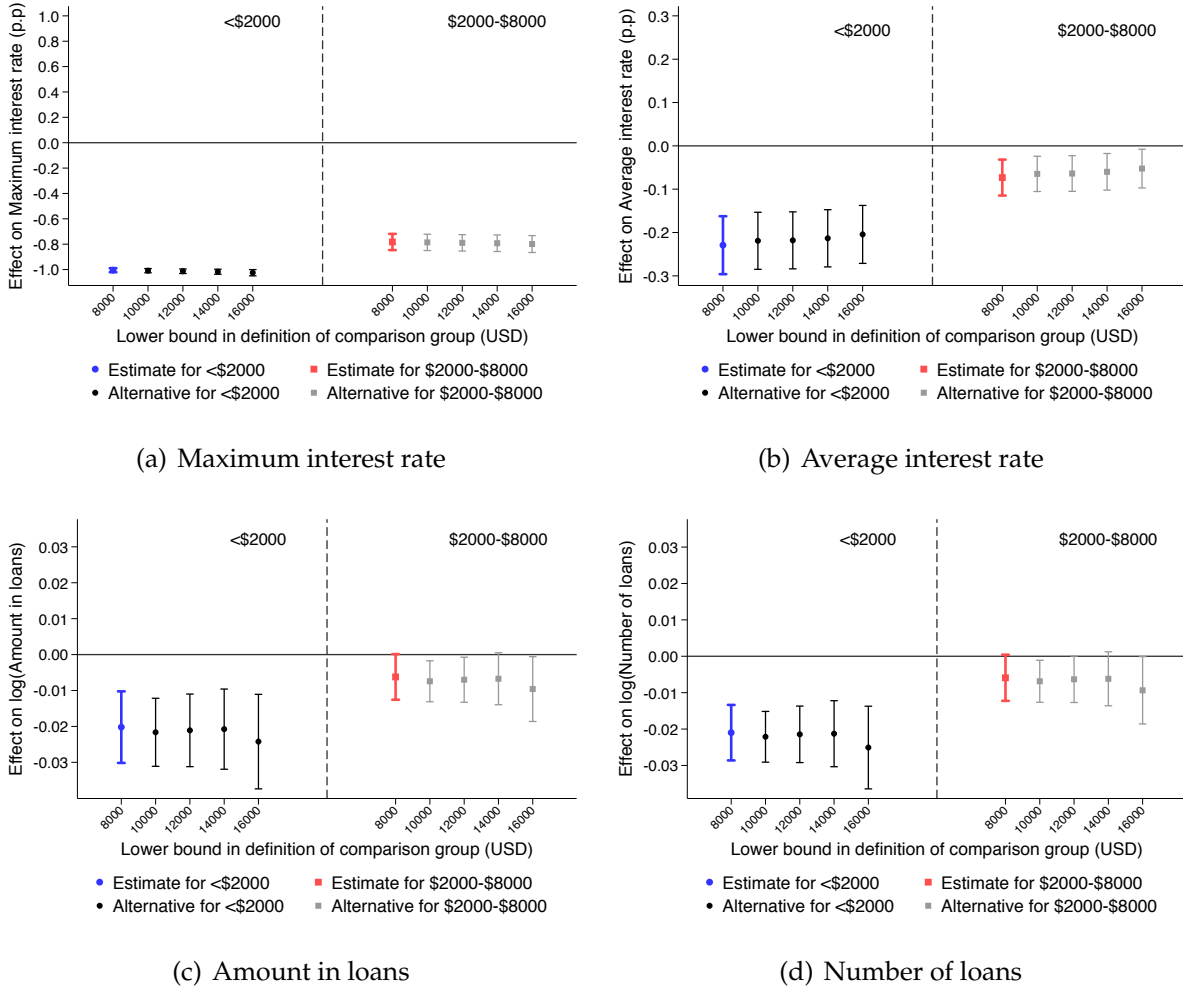 Effect on Maximum interest rate (p.p)
1.0
0.8
0.6
0.4
0.2
0.0
-0.2
-0.4
-0.6
-0.8
-1.0
<$2000
$2000-$8000
8000 10000 12000 14000 16000 8000 10000 12000 14000 16000
Lower bound in definition of comparison group (USD)
Estimate for <$2000 Estimate for $2000-$8000
Alternative for <$2000 Alternative for $2000-$8000
(a) Maximum interest rate
Effect on Average interest rate (p.p)
0.3
0.2
0.1
0.0
-0.1
-0.2
-0.3
<$2000
$2000-$8000
8000 10000 12000 14000 16000 8000 10000 12000 14000 16000
Lower bound in definition of comparison group (USD)
Estimate for <$2000 Estimate for $2000-$8000
Alternative for <$2000 Alternative for $2000-$8000
(b) Average interest rate
Effect on log(Amount in loans)
0.03
0.02
0.01
0.00
-0.01
-0.02
-0.03
<$2000
$2000-$8000
8000 10000 12000 14000 16000 8000 10000 12000 14000 16000
Lower bound in definition of comparison group (USD)
Estimate for <$2000 Estimate for $2000-$8000
Alternative for <$2000 Alternative for $2000-$8000
(c) Amount in loans
Effect on log(Number of loans)
0.03
0.02
0.01
0.00
-0.01
-0.02
-0.03
<$2000
$2000-$8000
8000 10000 12000 14000 16000 8000 10000 12000 14000 16000
Lower bound in definition of comparison group (USD)
Estimate for <$2000 Estimate for $2000-$8000
Alternative for <$2000 Alternative for $2000-$8000
(d) Number of loans